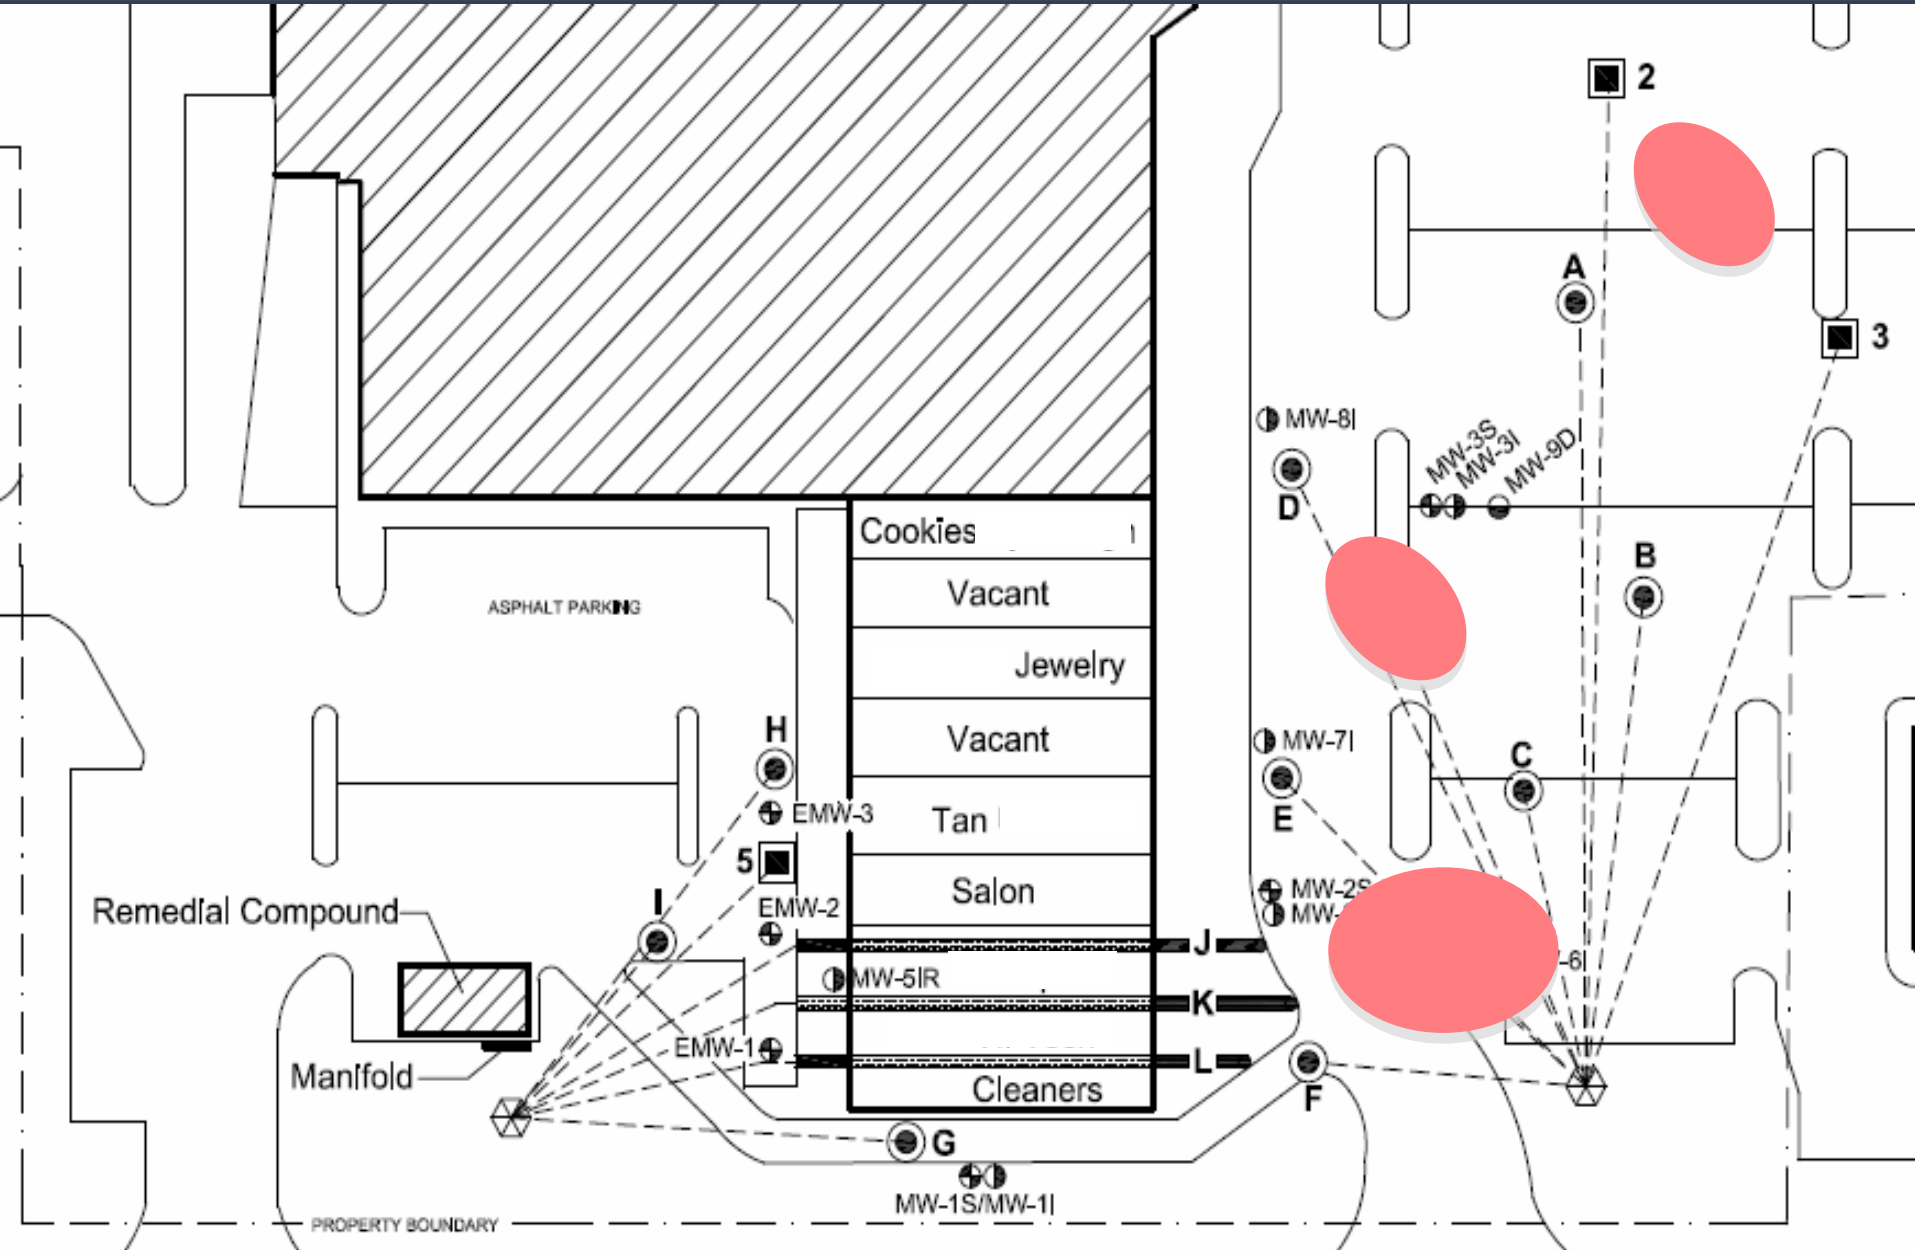 2
A
3
MW-8I
MW-3S
MW-3I
MW-9D
D
Cookies
B
Vacant
ASPHALT PARKING
Jewelry
H
Vacant
MW-7I
C
EMW-3
Tan
E
5
Salon
MW-2S
I
EMW-2
Remedial Compound
MW-
J
-6
MW-5IR
K
EMW-1
L
Manifold
Cleaners
F
G
MW-1S/MW-1I
PROPERTY BOUNDARY